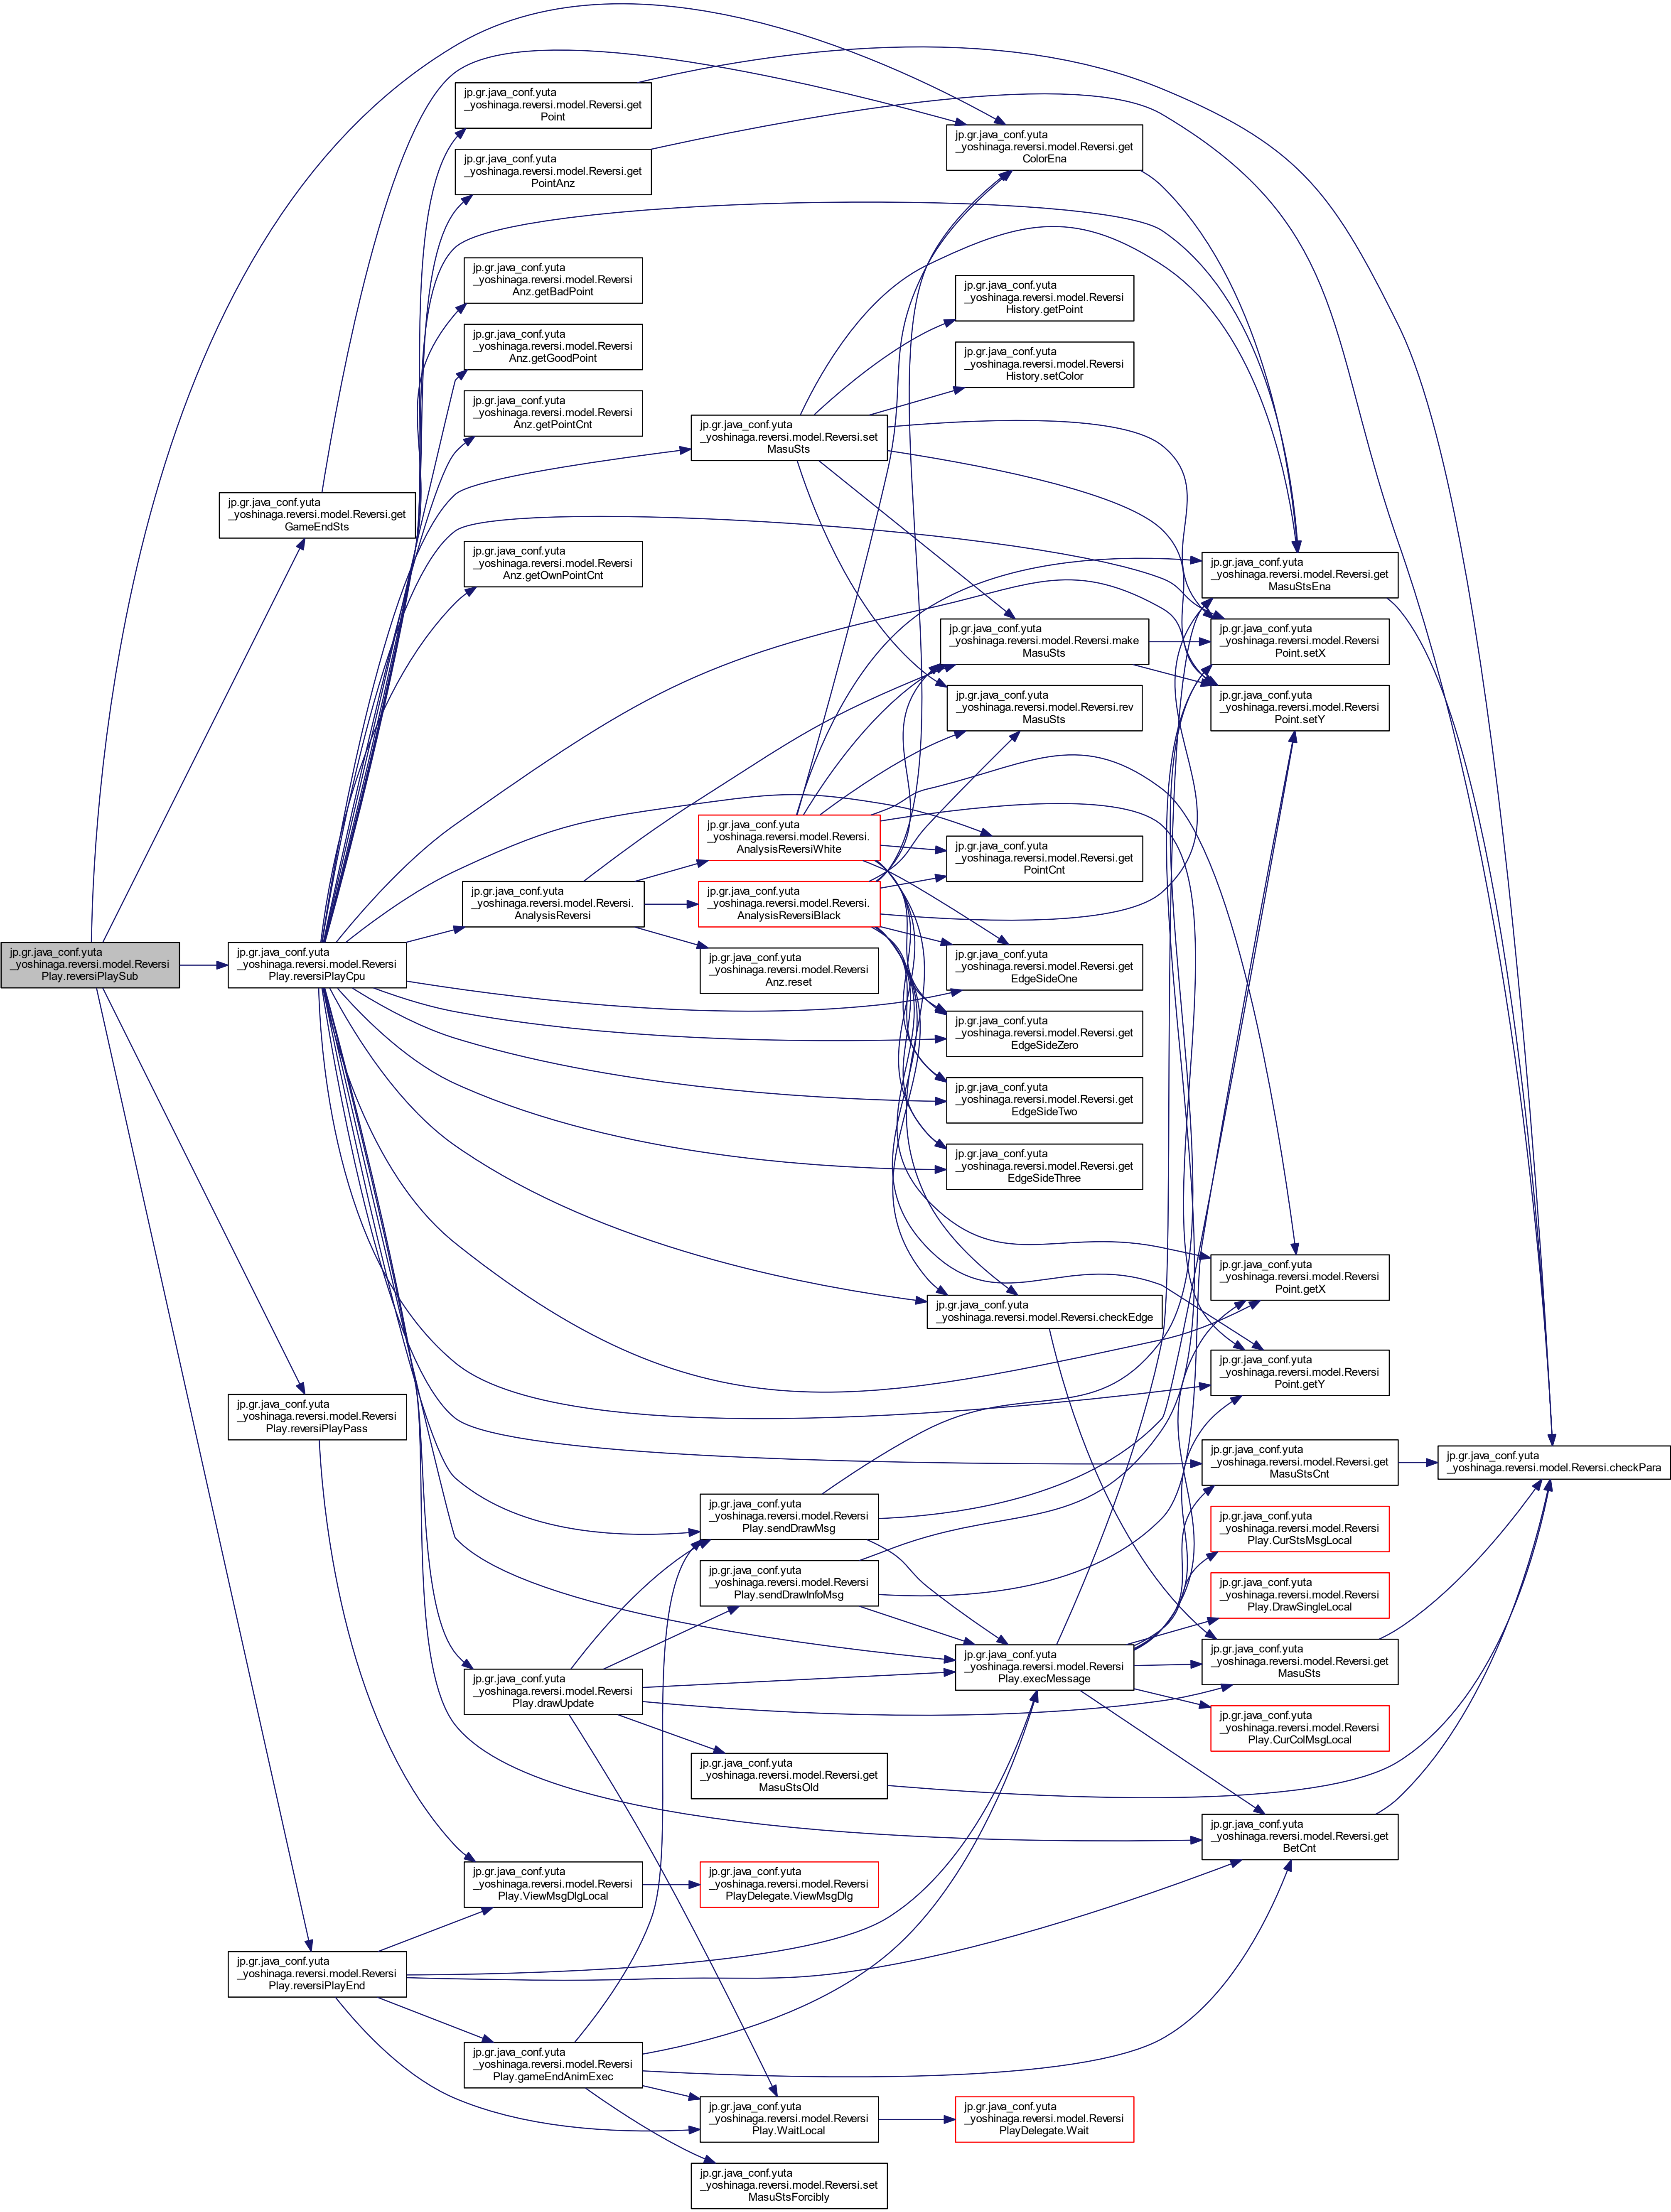 jp.gr.java_conf.yuta
_yoshinaga.reversi.model.Reversi
Play.reversiPlaySub
jp.gr.java_conf.yuta
_yoshinaga.reversi.model.Reversi.get
GameEndSts
jp.gr.java_conf.yuta
_yoshinaga.reversi.model.Reversi
Play.reversiPlayCpu
jp.gr.java_conf.yuta
_yoshinaga.reversi.model.Reversi
Play.reversiPlayPass
jp.gr.java_conf.yuta
_yoshinaga.reversi.model.Reversi
Play.reversiPlayEnd
jp.gr.java_conf.yuta
_yoshinaga.reversi.model.Reversi.get
Point
jp.gr.java_conf.yuta
_yoshinaga.reversi.model.Reversi.get
PointAnz
jp.gr.java_conf.yuta
_yoshinaga.reversi.model.Reversi
Anz.getBadPoint
jp.gr.java_conf.yuta
_yoshinaga.reversi.model.Reversi
Anz.getGoodPoint
jp.gr.java_conf.yuta
_yoshinaga.reversi.model.Reversi
Anz.getPointCnt
jp.gr.java_conf.yuta
_yoshinaga.reversi.model.Reversi
Anz.getOwnPointCnt
jp.gr.java_conf.yuta
_yoshinaga.reversi.model.Reversi.
AnalysisReversi
jp.gr.java_conf.yuta
_yoshinaga.reversi.model.Reversi
Play.drawUpdate
jp.gr.java_conf.yuta
_yoshinaga.reversi.model.Reversi
Play.ViewMsgDlgLocal
jp.gr.java_conf.yuta
_yoshinaga.reversi.model.Reversi
Play.gameEndAnimExec
jp.gr.java_conf.yuta
_yoshinaga.reversi.model.Reversi.set
MasuSts
jp.gr.java_conf.yuta
_yoshinaga.reversi.model.Reversi.
AnalysisReversiWhite
jp.gr.java_conf.yuta
_yoshinaga.reversi.model.Reversi.
AnalysisReversiBlack
jp.gr.java_conf.yuta
_yoshinaga.reversi.model.Reversi
Anz.reset
jp.gr.java_conf.yuta
_yoshinaga.reversi.model.Reversi
Play.sendDrawMsg
jp.gr.java_conf.yuta
_yoshinaga.reversi.model.Reversi
Play.sendDrawInfoMsg
jp.gr.java_conf.yuta
_yoshinaga.reversi.model.Reversi.get
MasuStsOld
jp.gr.java_conf.yuta
_yoshinaga.reversi.model.Reversi
PlayDelegate.ViewMsgDlg
jp.gr.java_conf.yuta
_yoshinaga.reversi.model.Reversi
Play.WaitLocal
jp.gr.java_conf.yuta
_yoshinaga.reversi.model.Reversi.set
MasuStsForcibly
jp.gr.java_conf.yuta
_yoshinaga.reversi.model.Reversi.get
ColorEna
jp.gr.java_conf.yuta
_yoshinaga.reversi.model.Reversi
History.getPoint
jp.gr.java_conf.yuta
_yoshinaga.reversi.model.Reversi
History.setColor
jp.gr.java_conf.yuta
_yoshinaga.reversi.model.Reversi.make
MasuSts
jp.gr.java_conf.yuta
_yoshinaga.reversi.model.Reversi.rev
MasuSts
jp.gr.java_conf.yuta
_yoshinaga.reversi.model.Reversi.get
PointCnt
jp.gr.java_conf.yuta
_yoshinaga.reversi.model.Reversi.get
EdgeSideOne
jp.gr.java_conf.yuta
_yoshinaga.reversi.model.Reversi.get
EdgeSideZero
jp.gr.java_conf.yuta
_yoshinaga.reversi.model.Reversi.get
EdgeSideTwo
jp.gr.java_conf.yuta
_yoshinaga.reversi.model.Reversi.get
EdgeSideThree
jp.gr.java_conf.yuta
_yoshinaga.reversi.model.Reversi.checkEdge
jp.gr.java_conf.yuta
_yoshinaga.reversi.model.Reversi
Play.execMessage
jp.gr.java_conf.yuta
_yoshinaga.reversi.model.Reversi
PlayDelegate.Wait
jp.gr.java_conf.yuta
_yoshinaga.reversi.model.Reversi.get
MasuStsEna
jp.gr.java_conf.yuta
_yoshinaga.reversi.model.Reversi
Point.setX
jp.gr.java_conf.yuta
_yoshinaga.reversi.model.Reversi
Point.setY
jp.gr.java_conf.yuta
_yoshinaga.reversi.model.Reversi
Point.getX
jp.gr.java_conf.yuta
_yoshinaga.reversi.model.Reversi
Point.getY
jp.gr.java_conf.yuta
_yoshinaga.reversi.model.Reversi.get
MasuStsCnt
jp.gr.java_conf.yuta
_yoshinaga.reversi.model.Reversi
Play.CurStsMsgLocal
jp.gr.java_conf.yuta
_yoshinaga.reversi.model.Reversi
Play.DrawSingleLocal
jp.gr.java_conf.yuta
_yoshinaga.reversi.model.Reversi.get
MasuSts
jp.gr.java_conf.yuta
_yoshinaga.reversi.model.Reversi
Play.CurColMsgLocal
jp.gr.java_conf.yuta
_yoshinaga.reversi.model.Reversi.get
BetCnt
jp.gr.java_conf.yuta
_yoshinaga.reversi.model.Reversi.checkPara